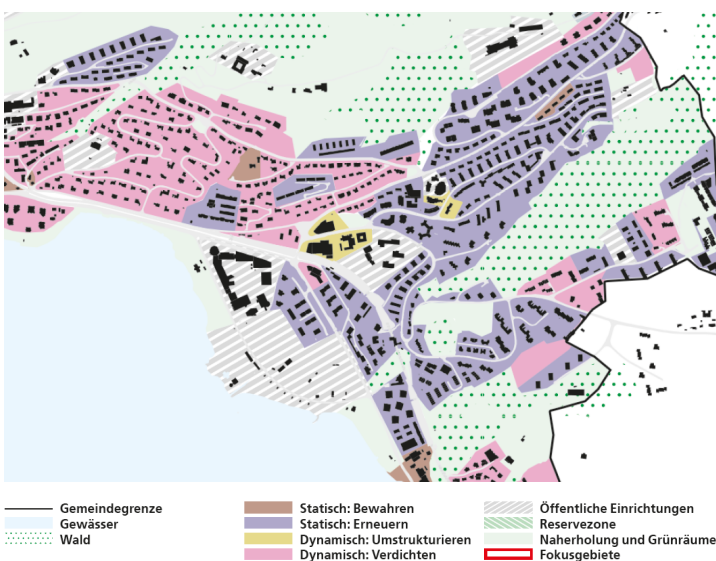 Gemeindegrenze
Gewässer
Wald
Statisch: Bewahren
Statisch: Erneuern
Dynamisch: Umstrukturieren
Dynamisch: Verdichten
Öffentliche Einrichtungen
Reservezone
Naherholung und Grünräume
Fokusgebiete